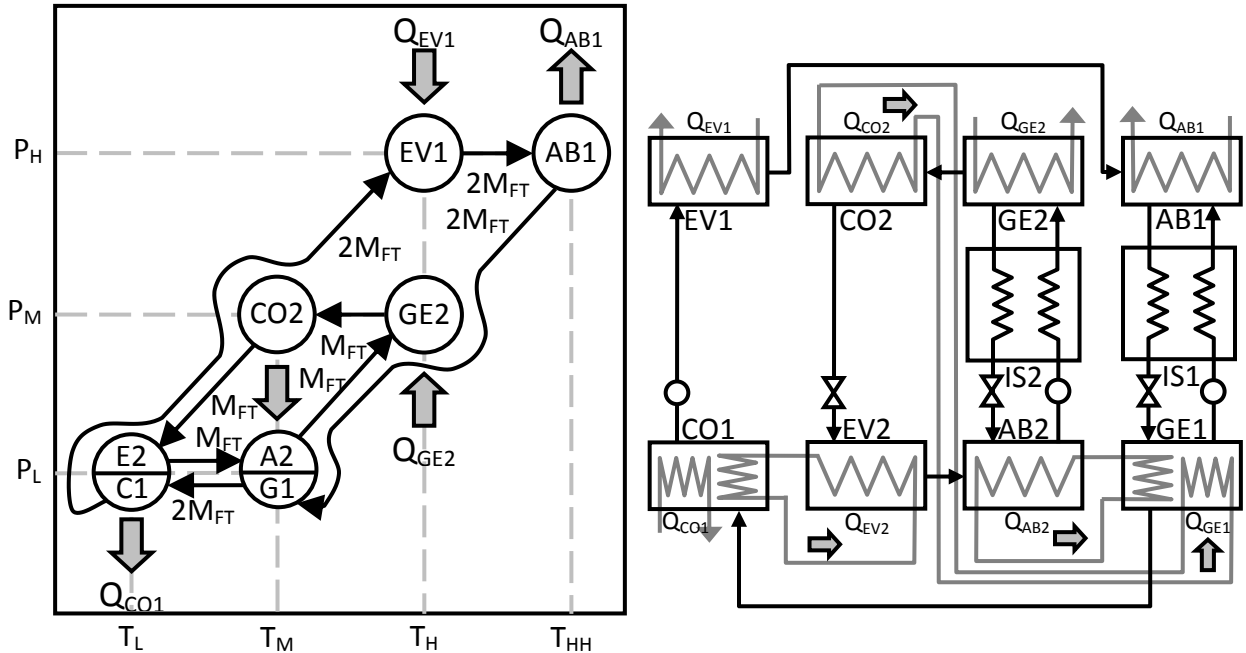 Q_EV1 Q_AB1
P_H EV1 AB1
2M_FT
2M_FT
2M_FT
P_M CO2 GE2
M_FT
M_FT
M_FT
M_FT
P_L E2 A2
C1 G1
2M_FT
Q_GE2
Q_CO1
T_L T_M T_H T_HH
Q_EV1 Q_CO2 Q_GE2 Q_AB1
EV1 CO2 GE2 AB1
IS2 IS1
CO1 EV2 AB2 GE1
Q_CO1 Q_EV2 Q_AB2 Q_GE1